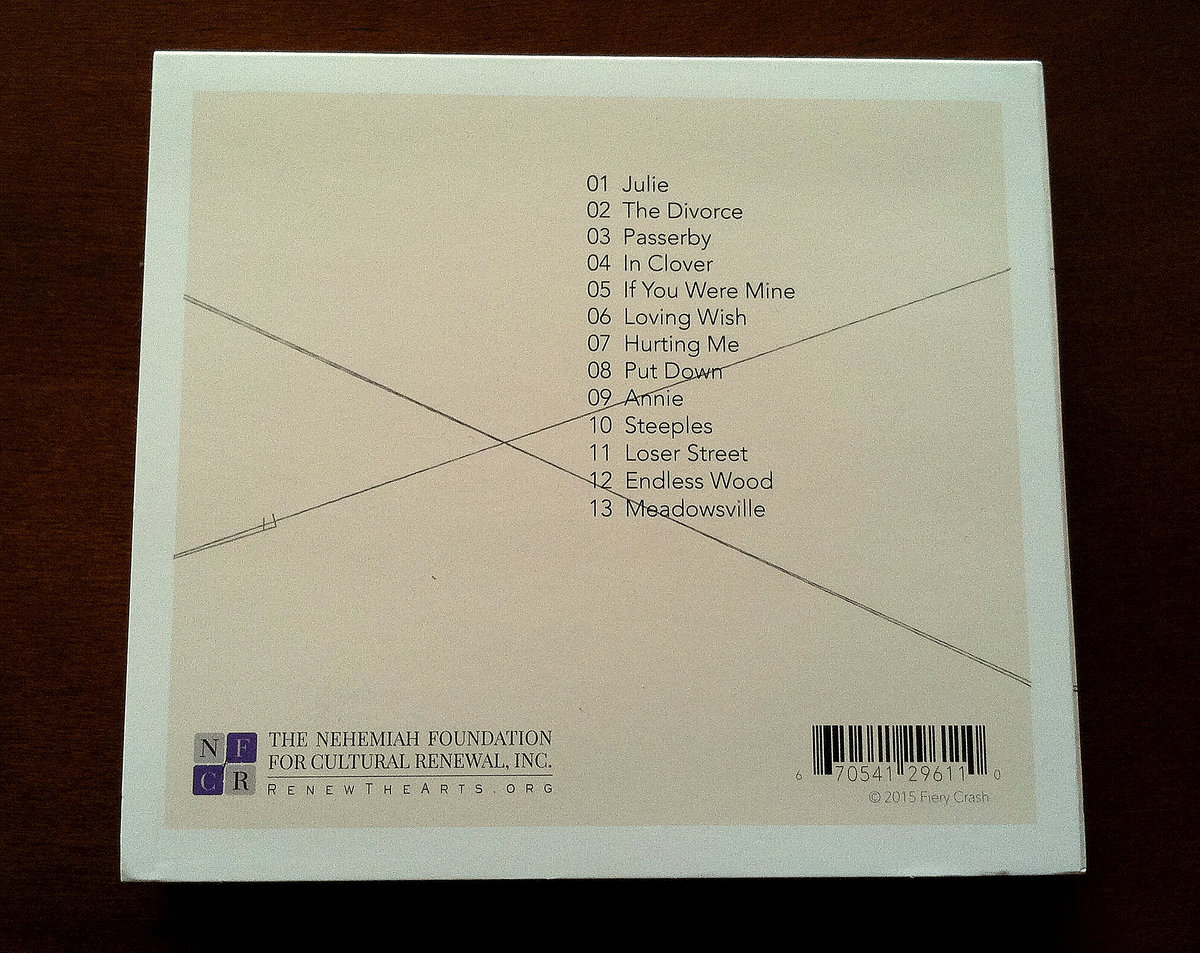 01 Julie
02 The Divorce
03 Passerby
04 In Clover
05 If You Were Mine
06 Loving Wish
07 Hurting Me
08 Put Down
09 Annie
10 Steeples
11 Loser Street
12 Endless Wood
13 Meadowsville
N F
C R
THE NEHEMIAH FOUNDATION
FOR CULTURAL RENEWAL, INC.
RENEWTHEARTS.ORG
6 70541 29611 0
© 2015 Fiery Crash